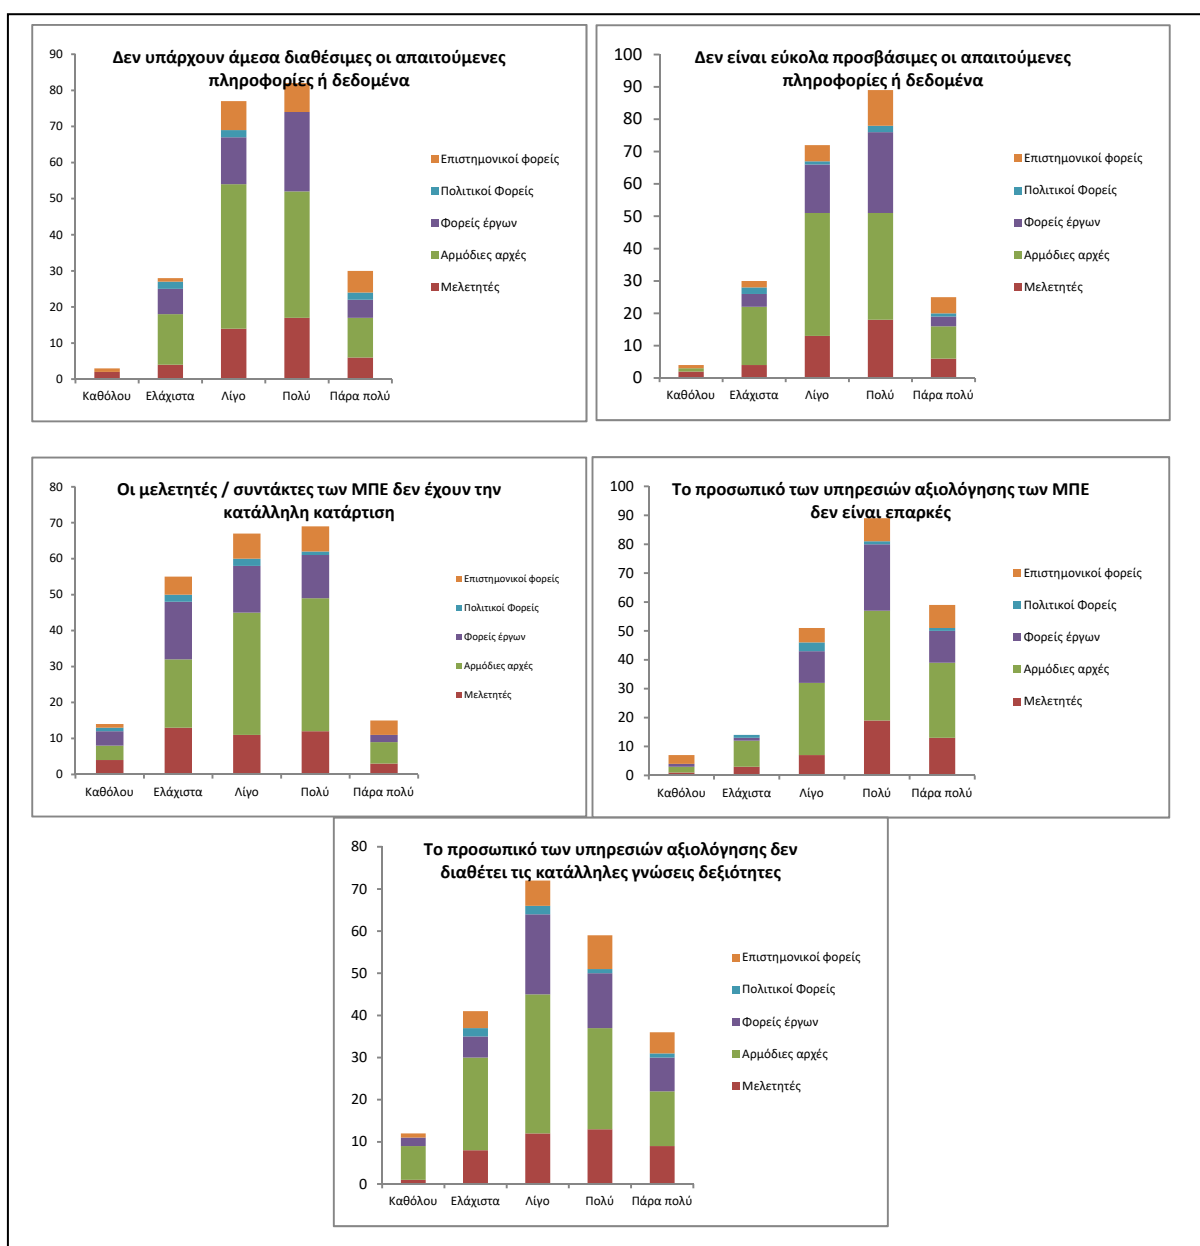 Δεν υπάρχουν άμεσα διαθέσιμες οι απαιτούμενες
πληροφορίες ή δεδομένα
90
80
70
60
50
40
30
20
10
0
Καθόλου Ελάχιστα Λίγο Πολύ Πάρα πολύ
Επιστημονικοί φορείς
Πολιτικοί Φορείς
Φορείς έργων
Αρμόδιες αρχές
Μελετητές
Δεν είναι εύκολα προσβάσιμες οι απαιτούμενες
πληροφορίες ή δεδομένα
100
90
80
70
60
50
40
30
20
10
0
Καθόλου Ελάχιστα Λίγο Πολύ Πάρα πολύ
Επιστημονικοί φορείς
Πολιτικοί Φορείς
Φορείς έργων
Αρμόδιες αρχές
Μελετητές
Οι μελετητές / συντάκτες των ΜΠΕ δεν έχουν την
κατάλληλη κατάρτιση
80
70
60
50
40
30
20
10
0
Καθόλου Ελάχιστα Λίγο Πολύ Πάρα πολύ
Επιστημονικοί φορείς
Πολιτικοί Φορείς
Φορείς έργων
Αρμόδιες αρχές
Μελετητές
Το προσωπικό των υπηρεσιών αξιολόγησης των ΜΠΕ
δεν είναι επαρκές
100
90
80
70
60
50
40
30
20
10
0
Καθόλου Ελάχιστα Λίγο Πολύ Πάρα πολύ
Επιστημονικοί φορείς
Πολιτικοί Φορείς
Φορείς έργων
Αρμόδιες αρχές
Μελετητές
Το προσωπικό των υπηρεσιών αξιολόγησης δεν
διαθέτει τις κατάλληλες γνώσεις δεξιότητες
80
70
60
50
40
30
20
10
0
Καθόλου Ελάχιστα Λίγο Πολύ Πάρα πολύ
Επιστημονικοί φορείς
Πολιτικοί Φορείς
Φορείς έργων
Αρμόδιες αρχές
Μελετητές